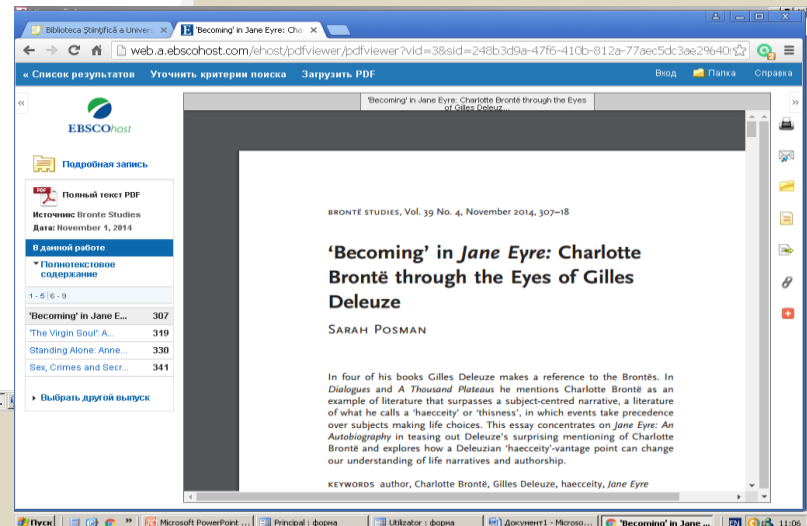 Biblioteca Ştiinţifică a Univers
'Becoming' in Jane Eyre: Cha
web.a.ebscohost.com/ehost/pdfviewer/pdfviewer?vid=3&sid=248b3d9a-47f6-410b-812a-77aec5dc3ae29640
« Список результатов Уточнить критерии поиска Загрузить PDF Вход Папка Справка
'Becoming' in Jane Eyre: Charlotte Brontë through the Eyes
of Gilles Deleuz...
EBSCOhost
Подробная запись
Полный текст PDF
Источник: Bronte Studies
Дата: November 1, 2014
В данной работе
Полнотекстовое
содержание
1 - 5 | 6 - 9
'Becoming' in Jane E... 307
'The Virgin Soul': A... 319
Standing Alone: Anne... 330
Sex, Crimes and Secr... 341
Выбрать другой выпуск
BRONTË STUDIES, Vol. 39 No. 4, November 2014, 307–18
'Becoming' in Jane Eyre: Charlotte
Brontë through the Eyes of Gilles
Deleuze
SARAH POSMAN
In four of his books Gilles Deleuze makes a reference to the Brontës. In
Dialogues and A Thousand Plateaus he mentions Charlotte Brontë as an
example of literature that surpasses a subject-centred narrative, a literature
of what he calls a 'haecceity' or 'thisness', in which events take precedence
over subjects making life choices. This essay concentrates on Jane Eyre: An
Autobiography in teasing out Deleuze's surprising mentioning of Charlotte
Brontë and explores how a Deleuzian 'haecceity'-vantage point can change
our understanding of life narratives and authorship.
KEYWORDS author, Charlotte Brontë, Gilles Deleuze, haecceity, Jane Eyre
Пуск Microsoft PowerPoint ... Principal : форма Utilizator : форма Документ1 - Microso... 'Becoming' in Jane ... EN 11:06